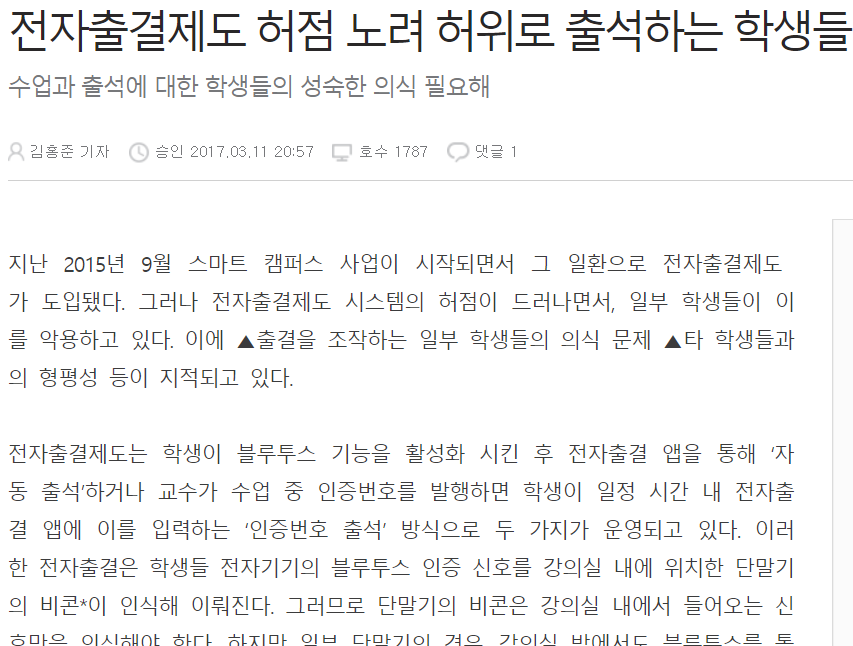 전자출결제도 허점 노려 허위로 출석하는 학생들
수업과 출석에 대한 학생들의 성숙한 의식 필요해
김홍준 기자 승인 2017.03.11 20:57 호수 1787 댓글 1
지난 2015년 9월 스마트 캠퍼스 사업이 시작되면서 그 일환으로 전자출결제도
가 도입됐다. 그러나 전자출결제도 시스템의 허점이 드러나면서, 일부 학생들이 이
를 악용하고 있다. 이에 ▲출결을 조작하는 일부 학생들의 의식 문제 ▲타 학생들과
의 형평성 등이 지적되고 있다.
전자출결제도는 학생이 블루투스 기능을 활성화 시킨 후 전자출결 앱을 통해 ‘자
동 출석’하거나 교수가 수업 중 인증번호를 발행하면 학생이 일정 시간 내 전자출
결 앱에 이를 입력하는 ‘인증번호 출석’ 방식으로 두 가지가 운영되고 있다. 이러
한 전자출결은 학생들 전자기기의 블루투스 인증 신호를 강의실 내에 위치한 단말기
의 비콘*이 인식해 이뤄진다. 그러므로 단말기의 비콘은 강의실 내에서 들어오는 신
호만을 인식해야 한다. 하지만 일부 단말기의 경우, 강의실 밖에서도 블루투스를 통